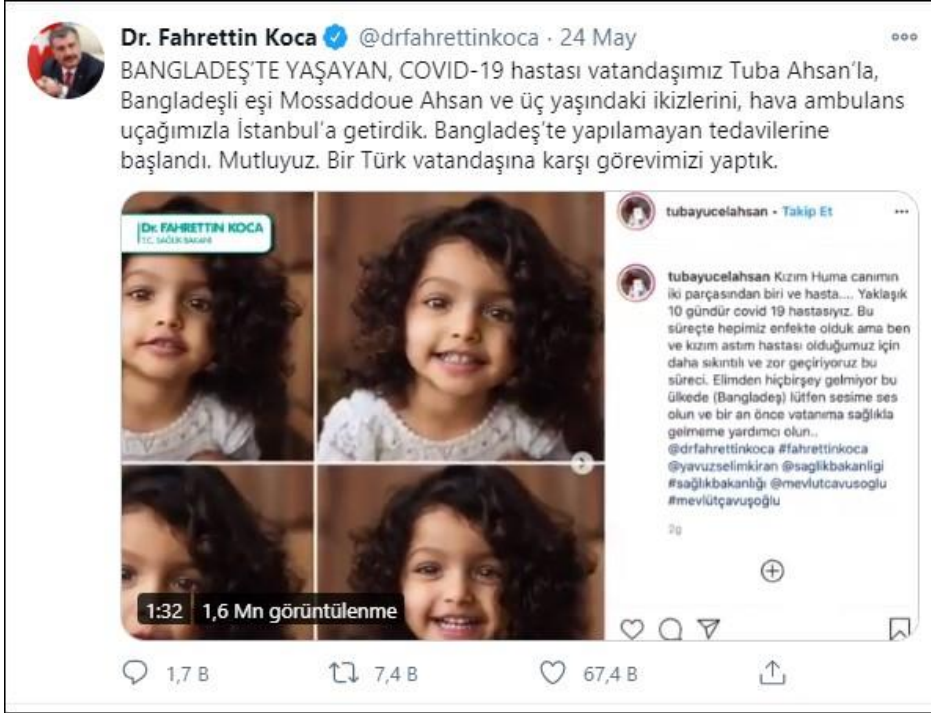 Dr. Fahrettin Koca @drfahrettinkoca · 24 May
BANGLADEŞ'TE YAŞAYAN, COVID-19 hastası vatandaşımız Tuba Ahsan'la,
Bangladeşli eşi Mossaddoue Ahsan ve üç yaşındaki ikizlerini, hava ambulans
uçağımızla İstanbul'a getirdik. Bangladeş'te yapılamayan tedavilerine
başlandı. Mutluyuz. Bir Türk vatandaşına karşı görevimizi yaptık.
Dr. FAHRETTİN KOCA
T.C. SAĞLIK BAKANI
tubayucelahsan • Takip Et
tubayucelahsan Kızım Huma canımın
iki parçasından biri ve hasta.... Yaklaşık
10 gündür covid 19 hastasıyız. Bu
süreçte hepimiz enfekte olduk ama ben
ve kızım astım hastası olduğumuz için
daha sıkıntılı ve zor geçiriyoruz bu
süreci. Elimden hiçbirşey gelmiyor bu
ülkede (Bangladeş) lütfen sesime ses
olun ve bir an önce vatanıma sağlıkla
gelmeme yardımcı olun..
@drfahrettinkoca #fahrettinkoca
@yavuzselimkiran @saglikbakanligi
#sağlıkbakanlığı @mevlutcavusoglu
#mevlütçavuşoğlu
2g
1:32 1,6 Mn görüntülenme
1,7 B 7,4 B 67,4 B